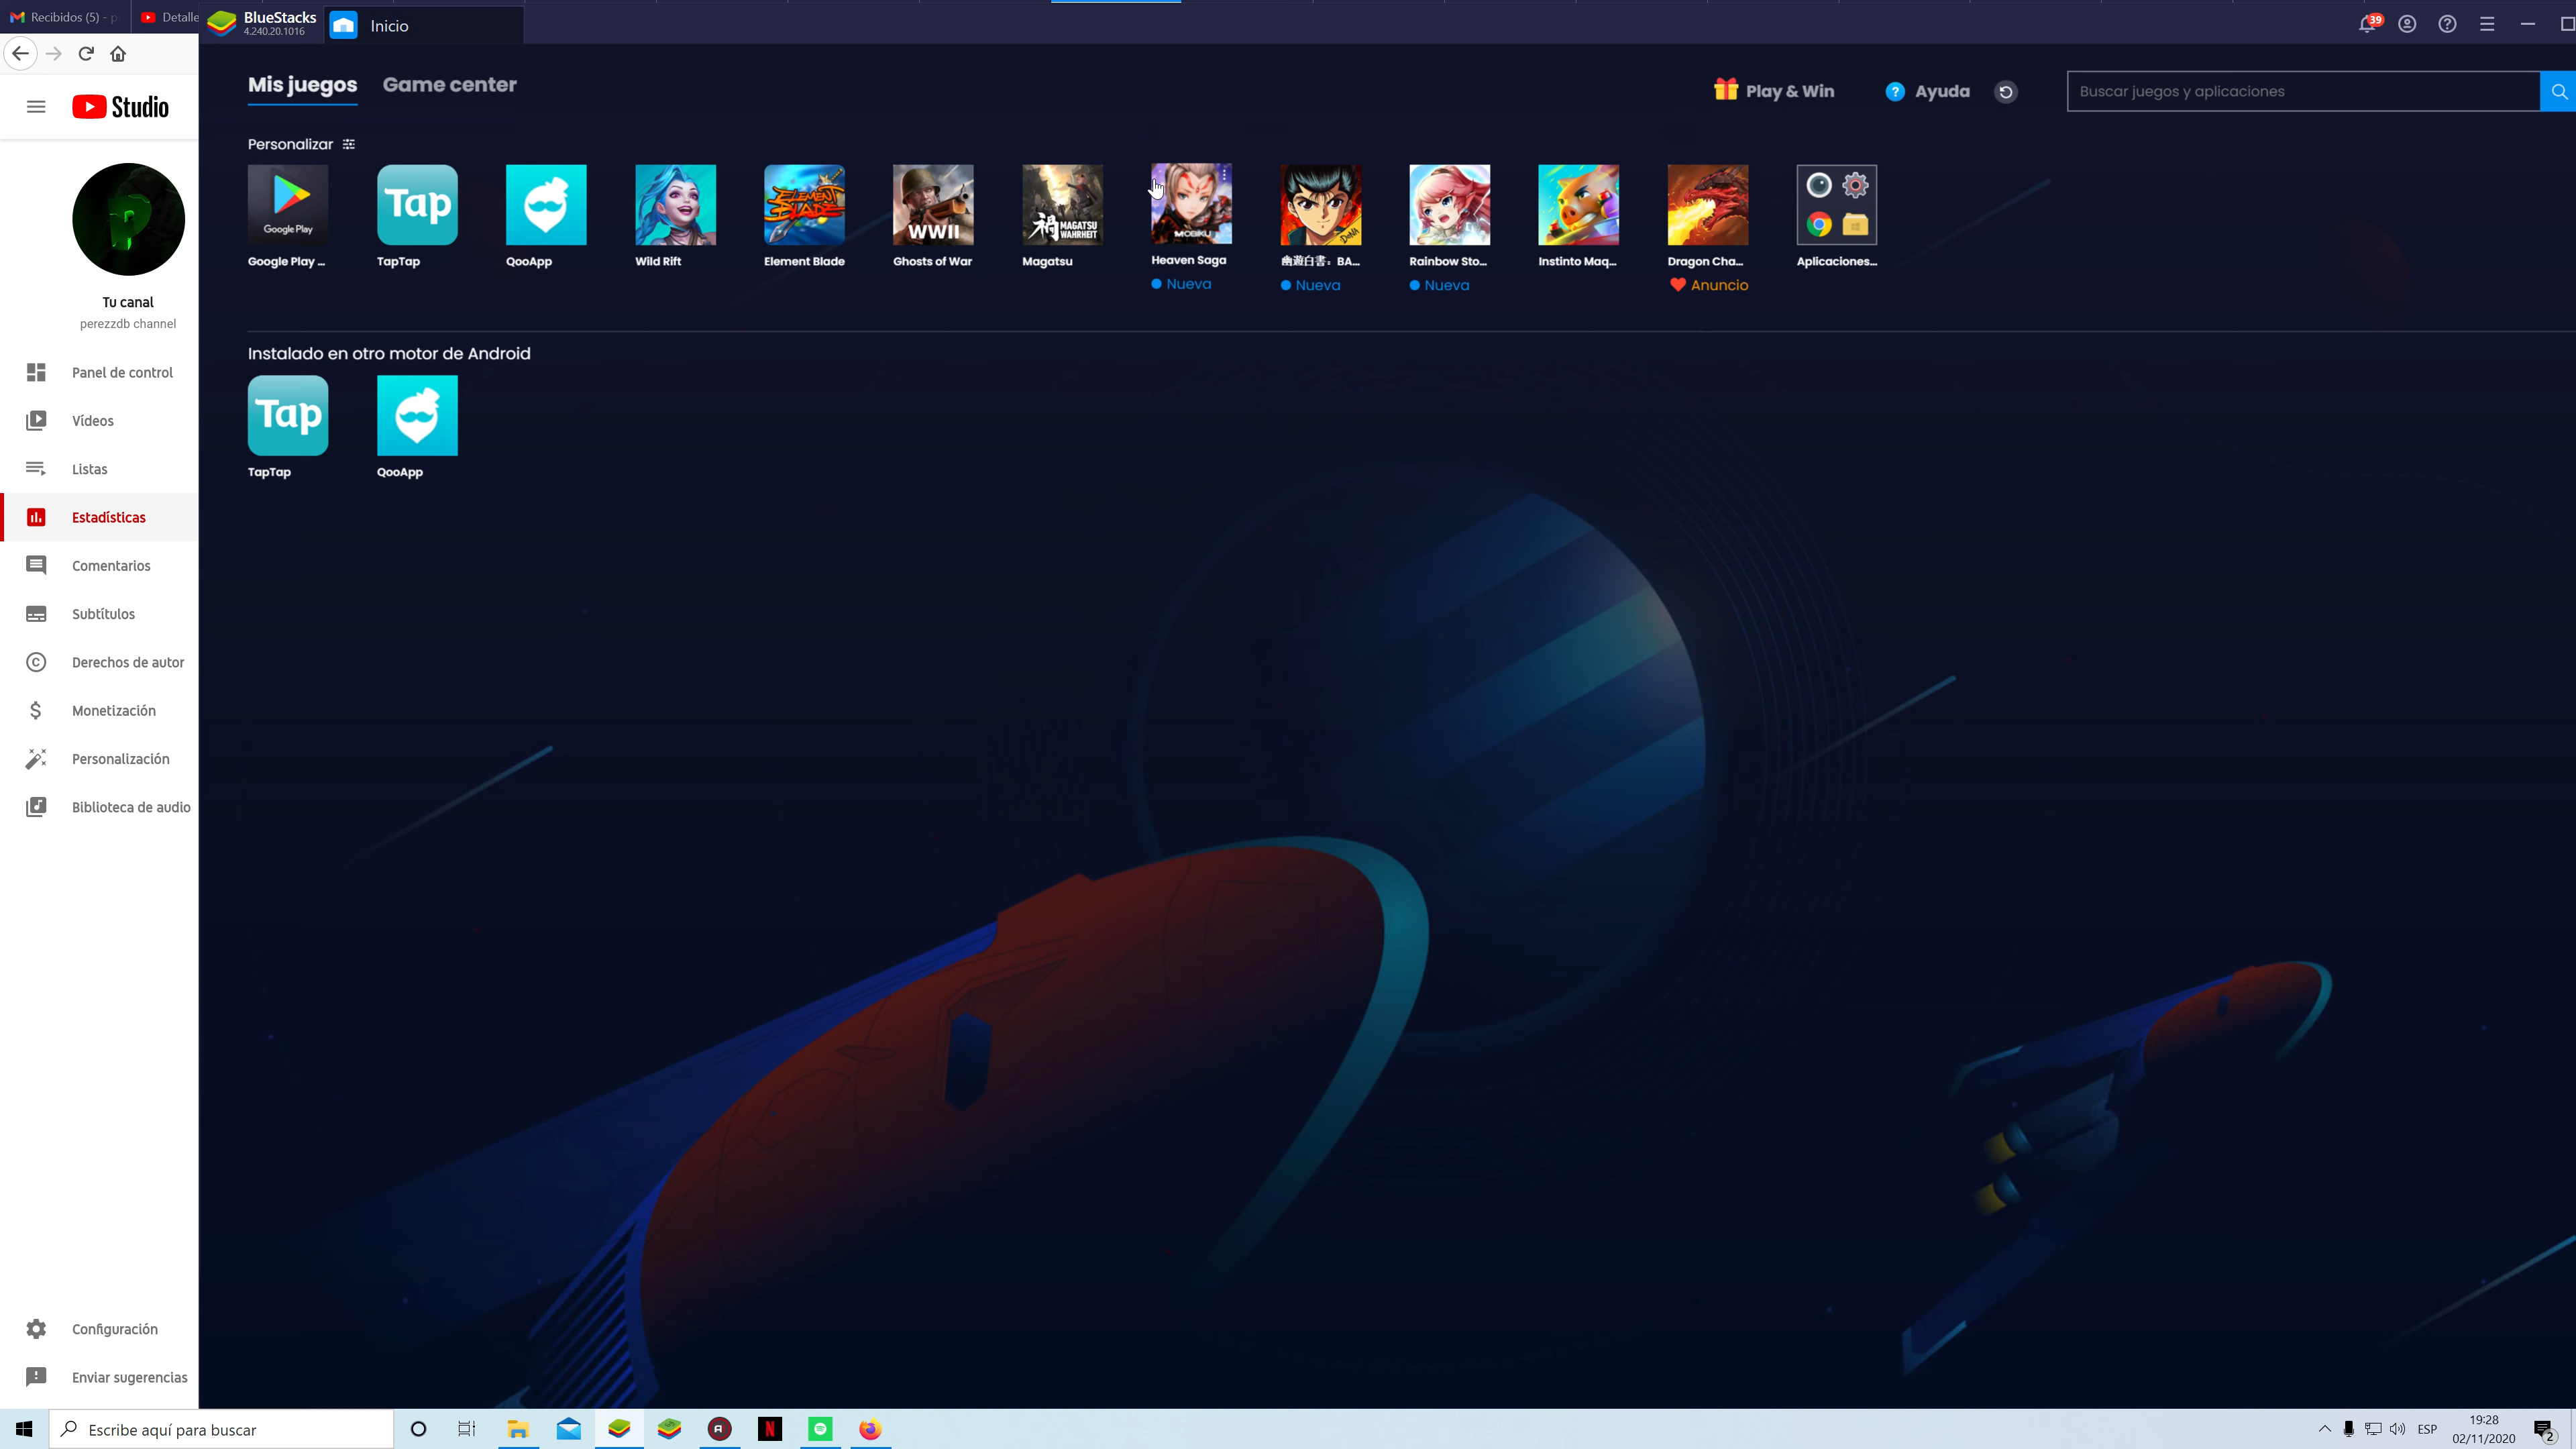 Recibidos (5) - p
Detalle
BlueStacks
4.240.20.1016
Inicio
39
Studio
Mis juegos
Game center
Play & Win
Ayuda
Buscar juegos y aplicaciones
Personalizar
Google Play
Tap
WWII
MAGATSU
WAHRHEIT
ELEMENT
BLADE
Google Play ...
TapTap
QooApp
Wild Rift
Element Blade
Ghosts of War
Magatsu
Heaven Saga
幽遊白書：BA...
Rainbow Sto...
Instinto Maq...
Dragon Cha...
Aplicaciones...
Nueva
Nueva
Nueva
Anuncio
Tu canal
perezzdb channel
Instalado en otro motor de Android
Tap
TapTap
QooApp
Panel de control
Vídeos
Listas
Estadísticas
Comentarios
Subtítulos
Derechos de autor
Monetización
Personalización
Biblioteca de audio
Configuración
Enviar sugerencias
Escribe aquí para buscar
ESP
19:28
02/11/2020
2